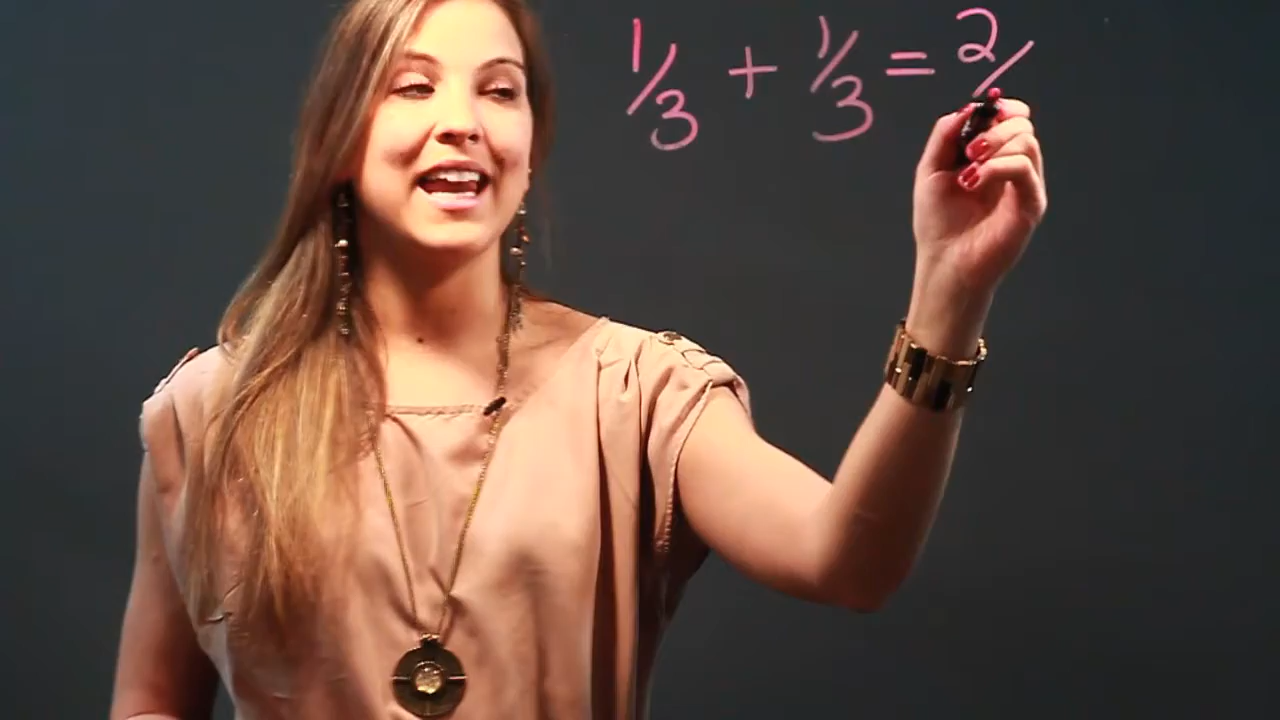 1/3 + 1/3 = 2/